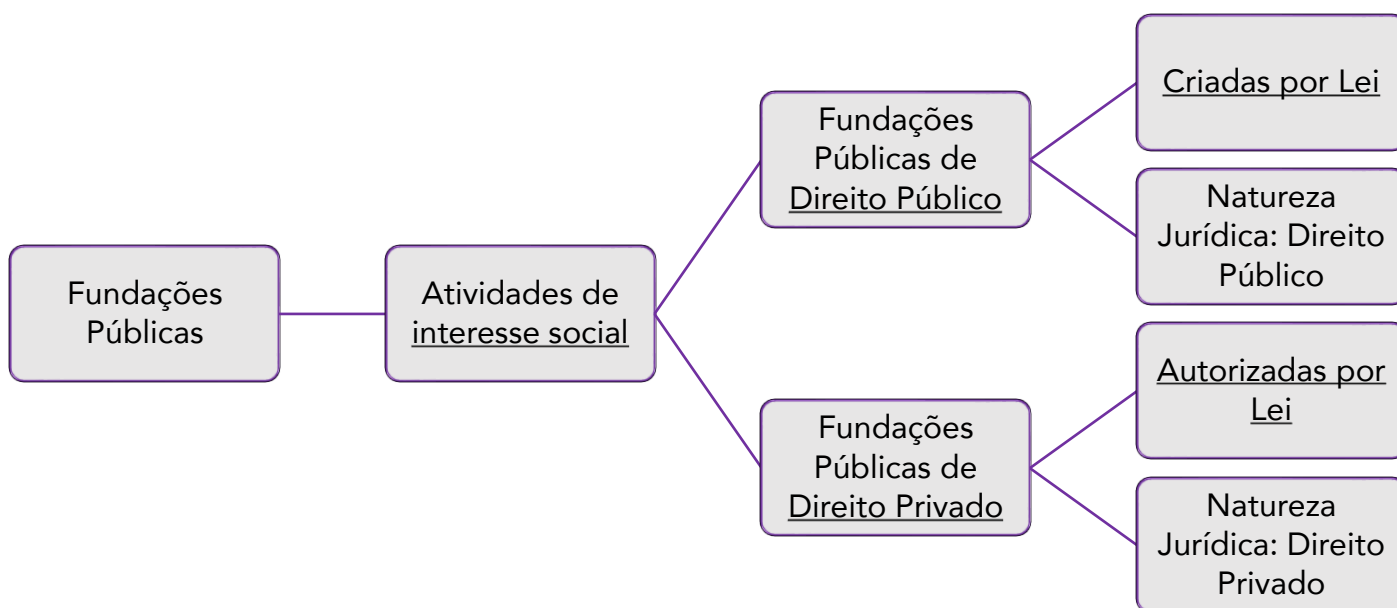 Fundações
Públicas
Atividades de
interesse social
Fundações
Públicas de
Direito Público
Criadas por Lei
Natureza
Jurídica: Direito
Público
Fundações
Públicas de
Direito Privado
Autorizadas por
Lei
Natureza
Jurídica: Direito
Privado